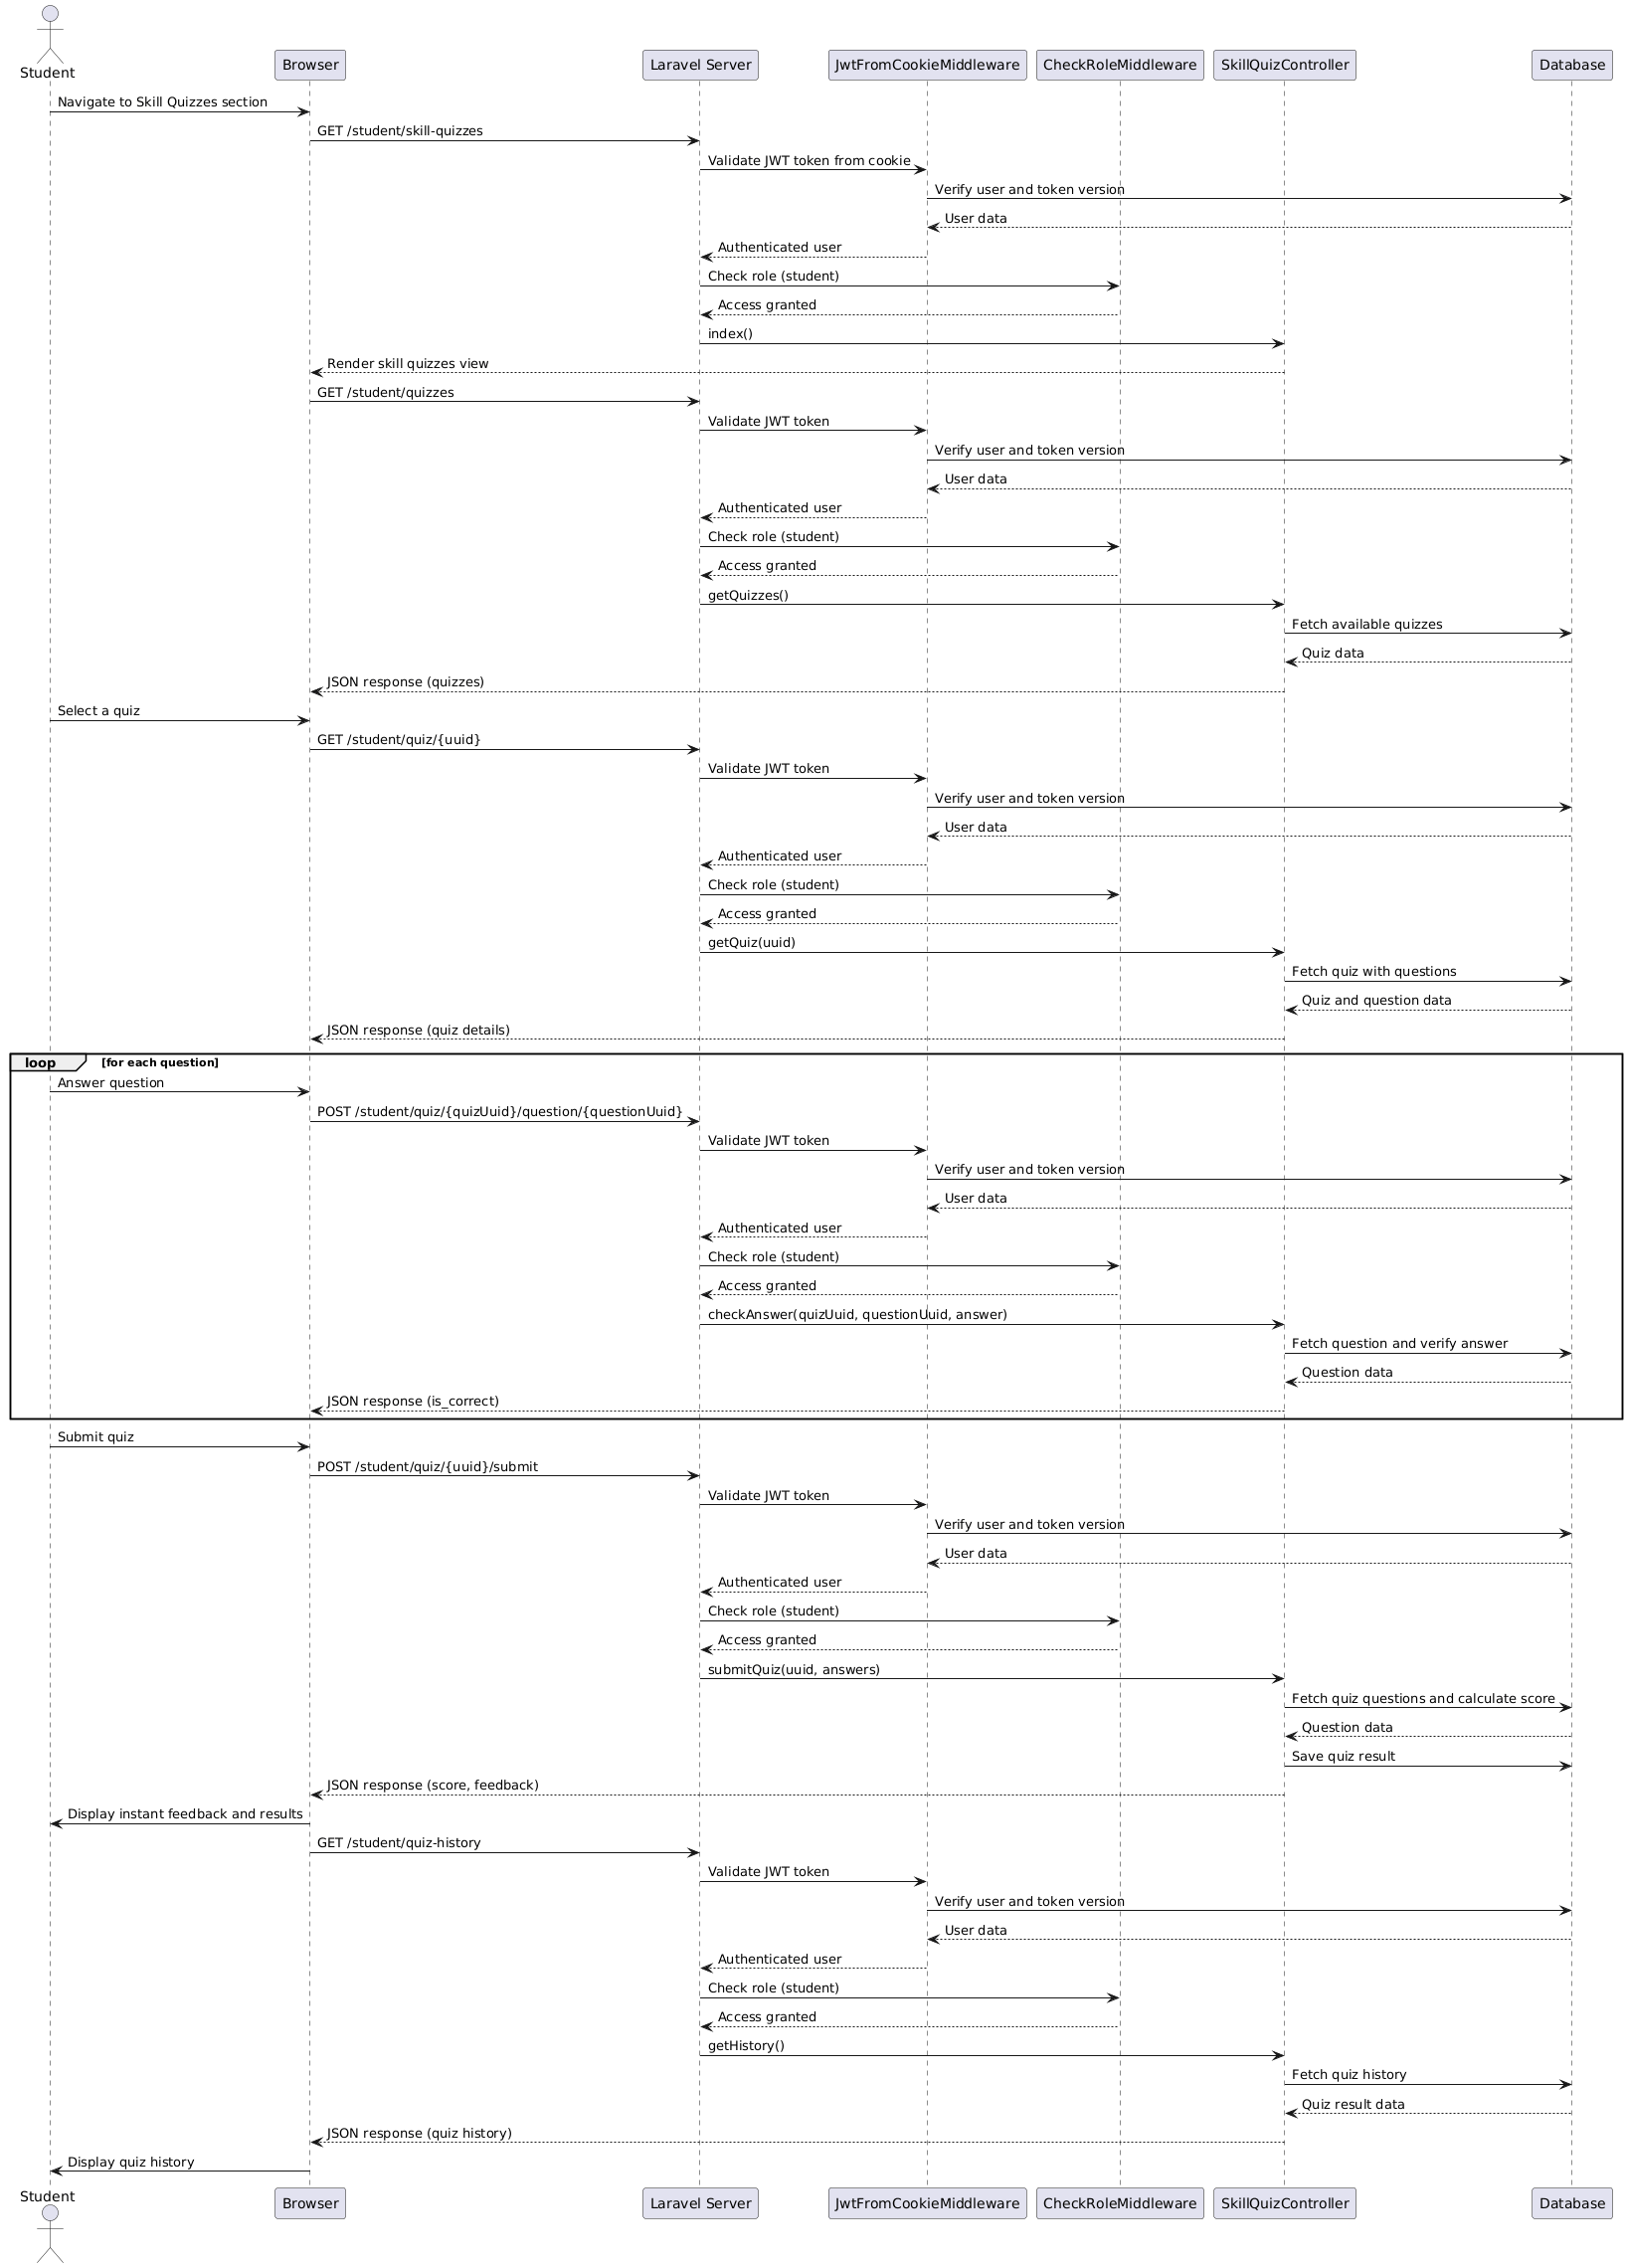 Student
Browser
Laravel Server
JwtFromCookieMiddleware
CheckRoleMiddleware
SkillQuizController
Database
Navigate to Skill Quizzes section
GET /student/skill-quizzes
Validate JWT token from cookie
Verify user and token version
User data
Authenticated user
Check role (student)
Access granted
index()
Render skill quizzes view
GET /student/quizzes
Validate JWT token
Verify user and token version
User data
Authenticated user
Check role (student)
Access granted
getQuizzes()
Fetch available quizzes
Quiz data
JSON response (quizzes)
Select a quiz
GET /student/quiz/{uuid}
Validate JWT token
Verify user and token version
User data
Authenticated user
Check role (student)
Access granted
getQuiz(uuid)
Fetch quiz with questions
Quiz and question data
JSON response (quiz details)
loop [for each question]
Answer question
POST /student/quiz/{quizUuid}/question/{questionUuid}
Validate JWT token
Verify user and token version
User data
Authenticated user
Check role (student)
Access granted
checkAnswer(quizUuid, questionUuid, answer)
Fetch question and verify answer
Question data
JSON response (is_correct)
Submit quiz
POST /student/quiz/{uuid}/submit
Validate JWT token
Verify user and token version
User data
Authenticated user
Check role (student)
Access granted
submitQuiz(uuid, answers)
Fetch quiz questions and calculate score
Question data
Save quiz result
JSON response (score, feedback)
Display instant feedback and results
GET /student/quiz-history
Validate JWT token
Verify user and token version
User data
Authenticated user
Check role (student)
Access granted
getHistory()
Fetch quiz history
Quiz result data
JSON response (quiz history)
Display quiz history
Student
Browser
Laravel Server
JwtFromCookieMiddleware
CheckRoleMiddleware
SkillQuizController
Database